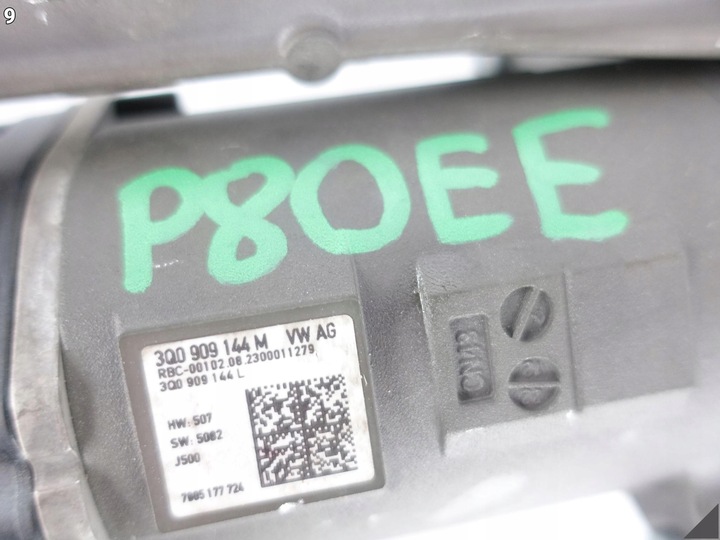 9
P80EE
3Q0 909 144 M VW AG
RBC-00102.08.2300011279
3Q0 909 144 L
HW: 507
SW: 5082
J500
7805 177 724